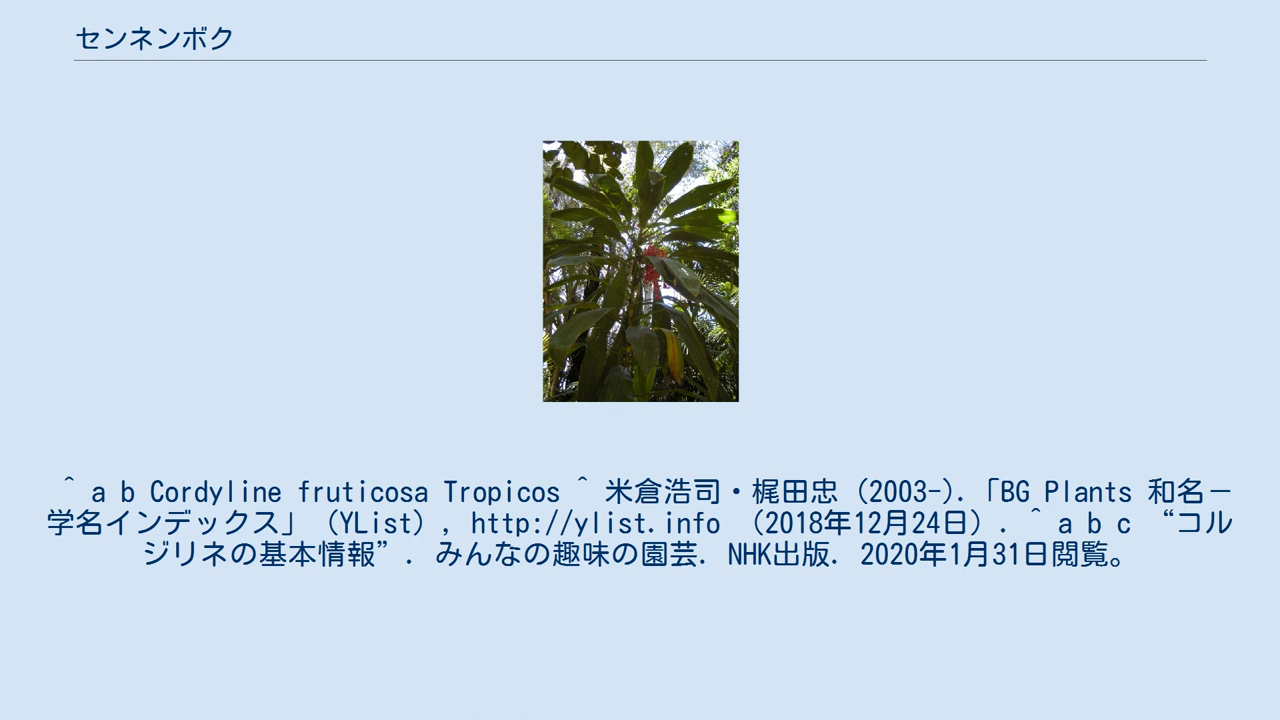 センネンボク
^ a b Cordyline fruticosa Tropicos ^ 米倉浩司・梶田忠 (2003-).「BG Plants 和名−
学名インデックス」（YList）, http://ylist.info （2018年12月24日）. ^ a b c “コル
ジリネの基本情報”. みんなの趣味の園芸. NHK出版. 2020年1月31日閲覧。